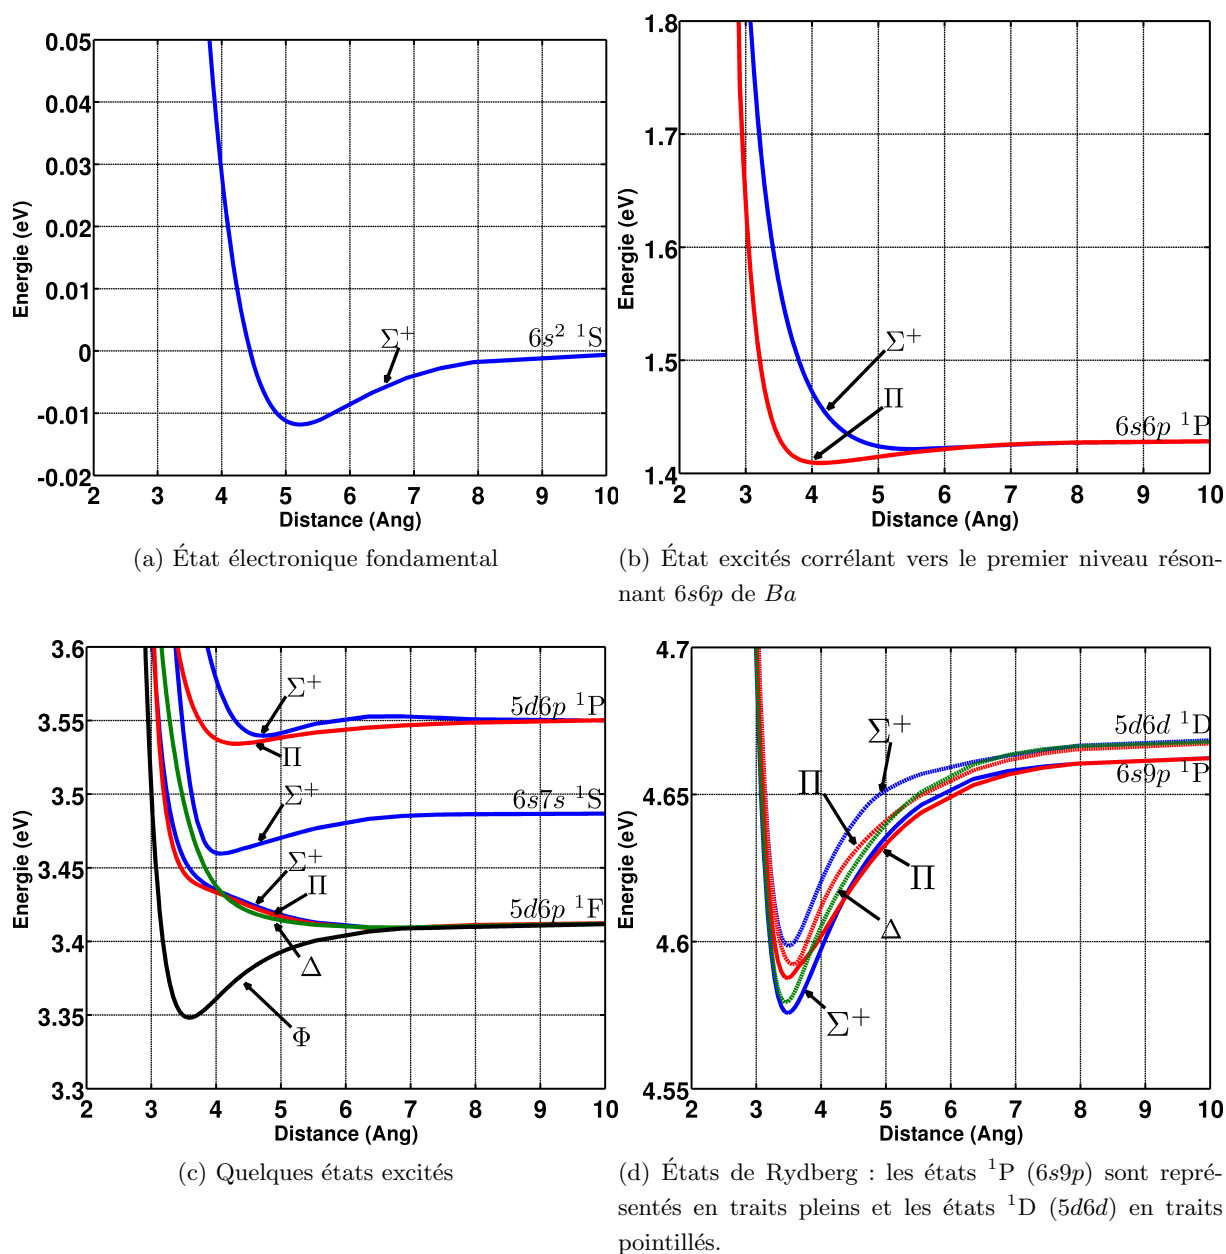 0.05
0.04
0.03
0.02
0.01
0
-0.01
-0.02
Energie (eV)
Σ+
6s² ¹S
2 3 4 5 6 7 8 9 10
Distance (Ang)
(a) État électronique fondamental
1.8
1.7
1.6
1.5
1.4
Energie (eV)
Σ+
Π
6s6p ¹P
2 3 4 5 6 7 8 9 10
Distance (Ang)
(b) État excités corrélant vers le premier niveau réson-
nant 6s6p de Ba
3.6
3.55
3.5
3.45
3.4
3.35
3.3
Energie (eV)
Σ+
5d6p ¹P
Π
Σ+
6s7s ¹S
Σ+
Π
5d6p ¹F
Δ
Φ
2 3 4 5 6 7 8 9 10
Distance (Ang)
(c) Quelques états excités
4.7
4.65
4.6
4.55
Energie (eV)
Σ+
5d6d ¹D
Π
6s9p ¹P
Π
Δ
Σ+
2 3 4 5 6 7 8 9 10
Distance (Ang)
(d) États de Rydberg : les états ¹P (6s9p) sont repré-
sentés en traits pleins et les états ¹D (5d6d) en traits
pointillés.